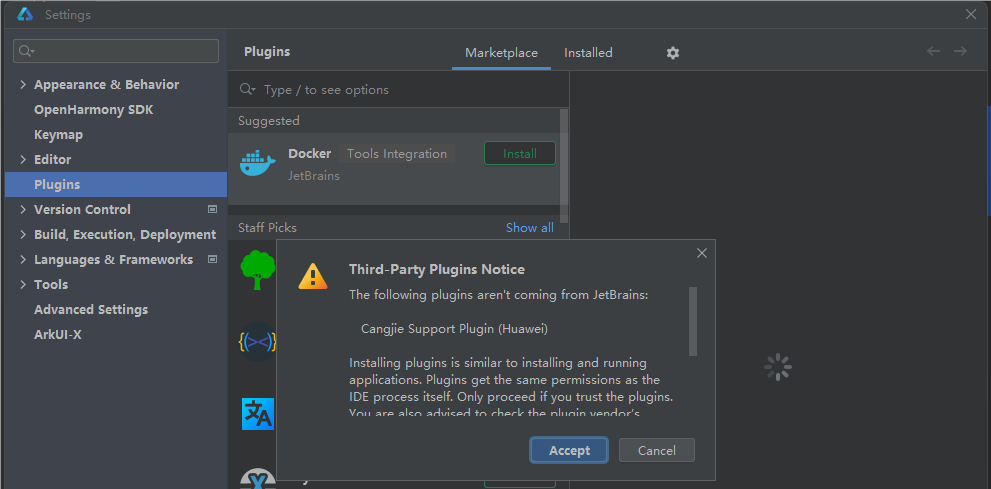 Settings
Plugins
Marketplace
Installed
Appearance & Behavior
OpenHarmony SDK
Keymap
Editor
Plugins
Version Control
Build, Execution, Deployment
Languages & Frameworks
Tools
Advanced Settings
ArkUI-X
Type / to see options
Suggested
Docker Tools Integration Install
JetBrains
Staff Picks Show all
Third-Party Plugins Notice
The following plugins aren't coming from JetBrains:
Cangjie Support Plugin (Huawei)
Installing plugins is similar to installing and running
applications. Plugins get the same permissions as the
IDE process itself. Only proceed if you trust the plugins.
You are also advised to check the plugin vendor's
Accept Cancel